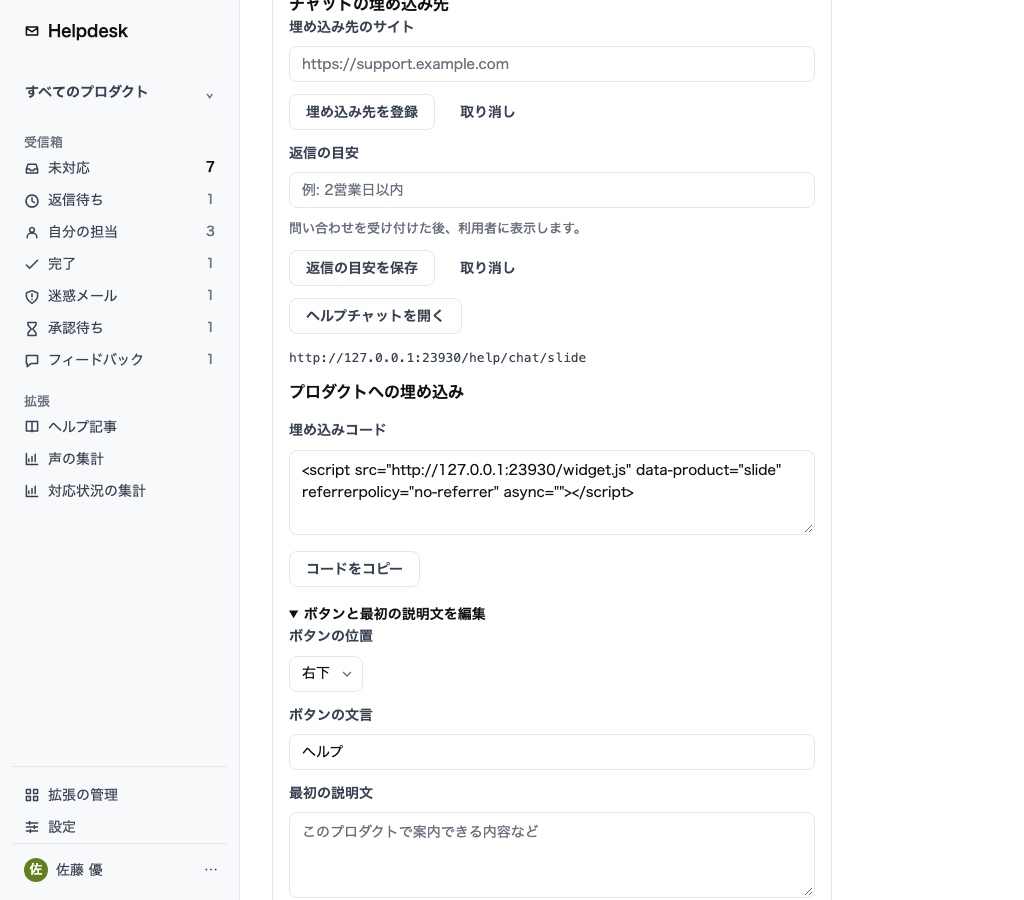 Helpdesk
すべてのプロダクト
受信箱
未対応 7
返信待ち 1
自分の担当 3
完了 1
迷惑メール 1
承認待ち 1
フィードバック 1
拡張
ヘルプ記事
声の集計
対応状況の集計
拡張の管理
設定
佐 佐藤 優 …
チャットの埋め込み先
埋め込み先のサイト
https://support.example.com
埋め込み先を登録 取り消し
返信の目安
例: 2営業日以内
問い合わせを受け付けた後、利用者に表示します。
返信の目安を保存 取り消し
ヘルプチャットを開く
http://127.0.0.1:23930/help/chat/slide
プロダクトへの埋め込み
埋め込みコード
<script src="http://127.0.0.1:23930/widget.js" data-product="slide"
referrerpolicy="no-referrer" async=""></script>
コードをコピー
▼ ボタンと最初の説明文を編集
ボタンの位置
右下
ボタンの文言
ヘルプ
最初の説明文
このプロダクトで案内できる内容など